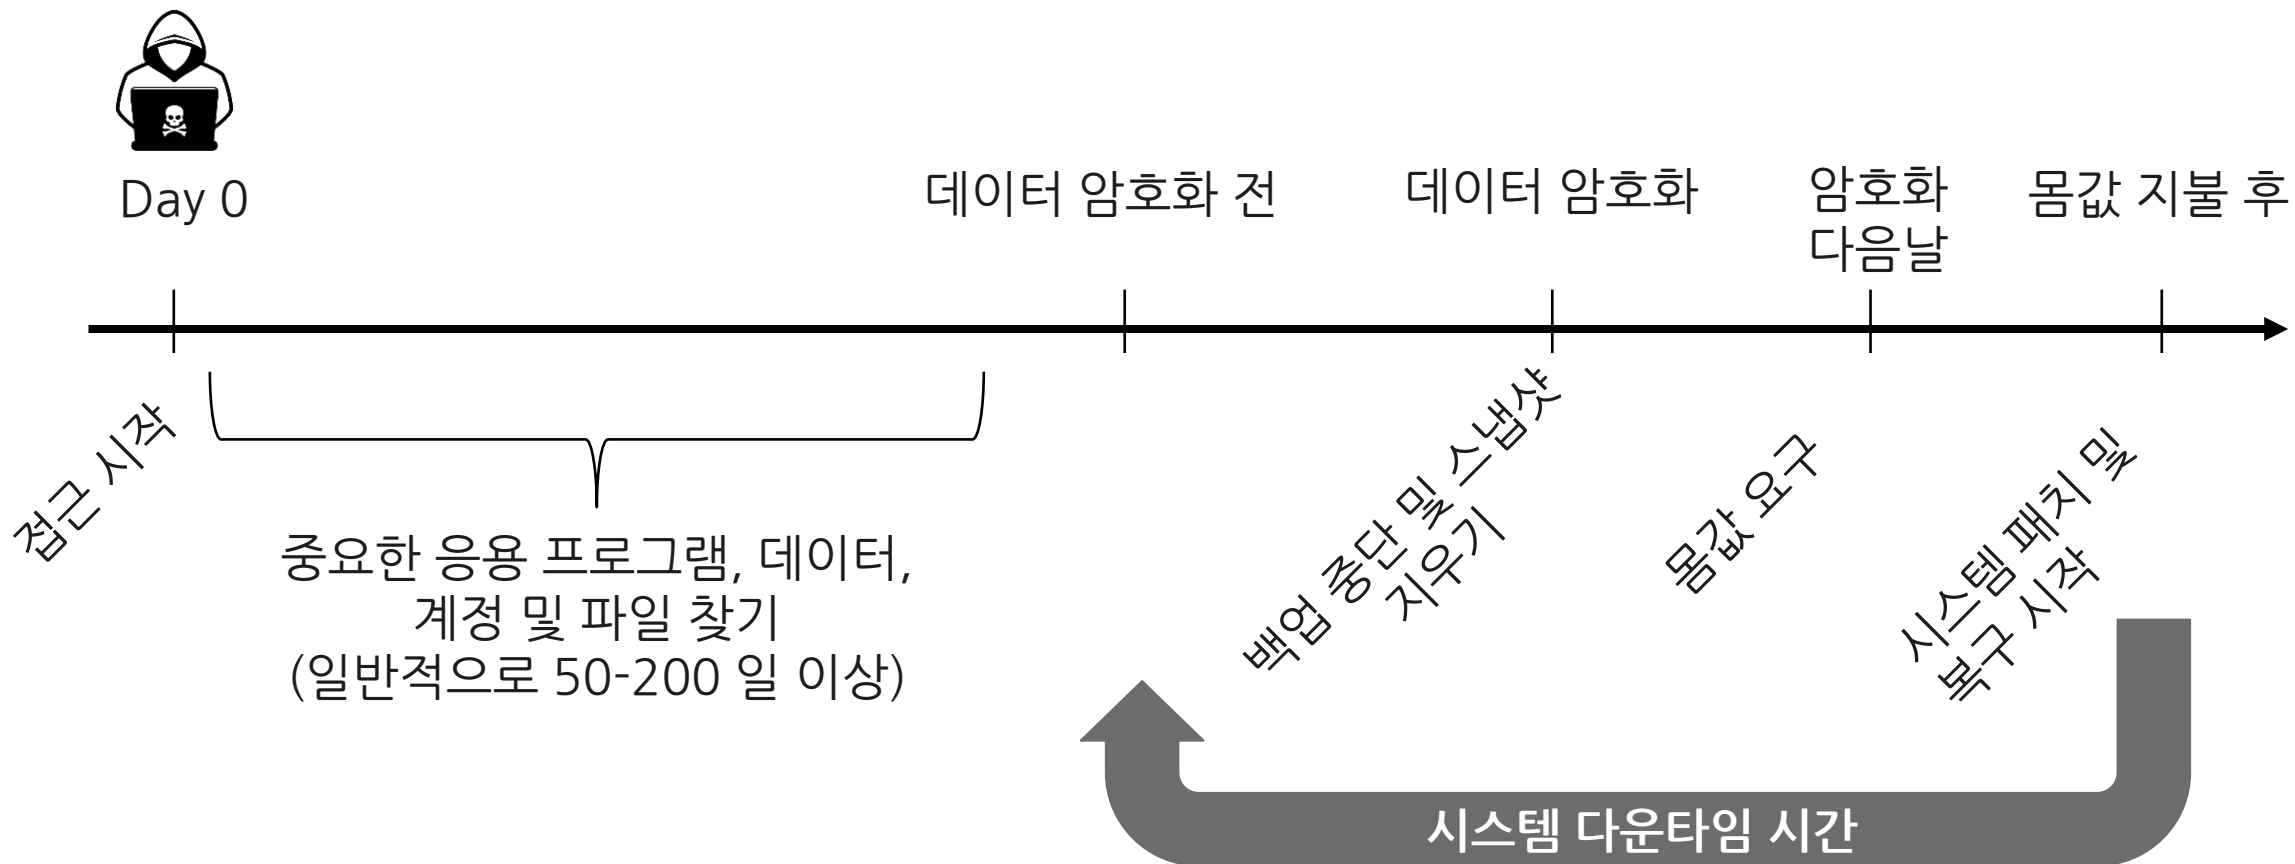 Day 0
데이터 암호화 전
데이터 암호화
암호화
다음날
몸값 지불 후
접근 시작
중요한 응용 프로그램, 데이터,
계정 및 파일 찾기
(일반적으로 50-200 일 이상)
백업 중단 및 스냅샷
지우기
몸값 요구
시스템 패치 및
복구 시작
시스템 다운타임 시간